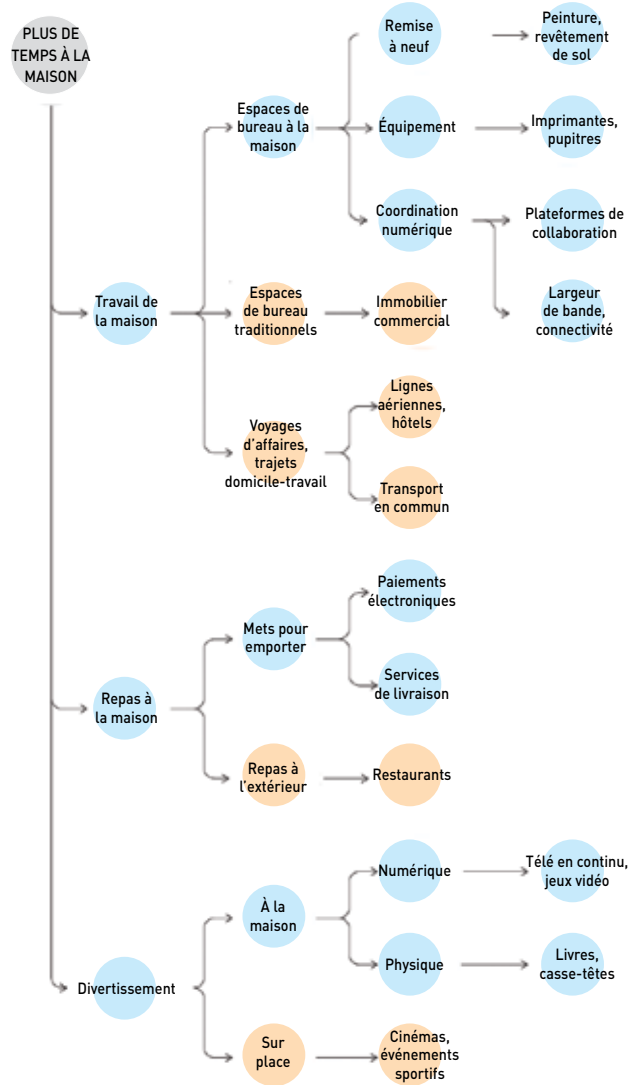 PLUS DE
TEMPS À LA
MAISON
Travail de
la maison
Espaces de
bureau à la
maison
Remise
à neuf
Peinture,
revêtement
de sol
Équipement
Imprimantes,
pupitres
Coordination
numérique
Plateformes de
collaboration
Largeur
de bande,
connectivité
Espaces
de bureau
traditionnels
Immobilier
commercial
Voyages
d'affaires,
trajets
domicile-travail
Lignes
aériennes,
hôtels
Transport
en commun
Repas à
la maison
Mets pour
emporter
Paiements
électroniques
Services
de livraison
Repas à
l'extérieur
Restaurants
Divertissement
À la
maison
Numérique
Télé en continu,
jeux vidéo
Physique
Livres,
casse-têtes
Sur
place
Cinémas,
événements
sportifs